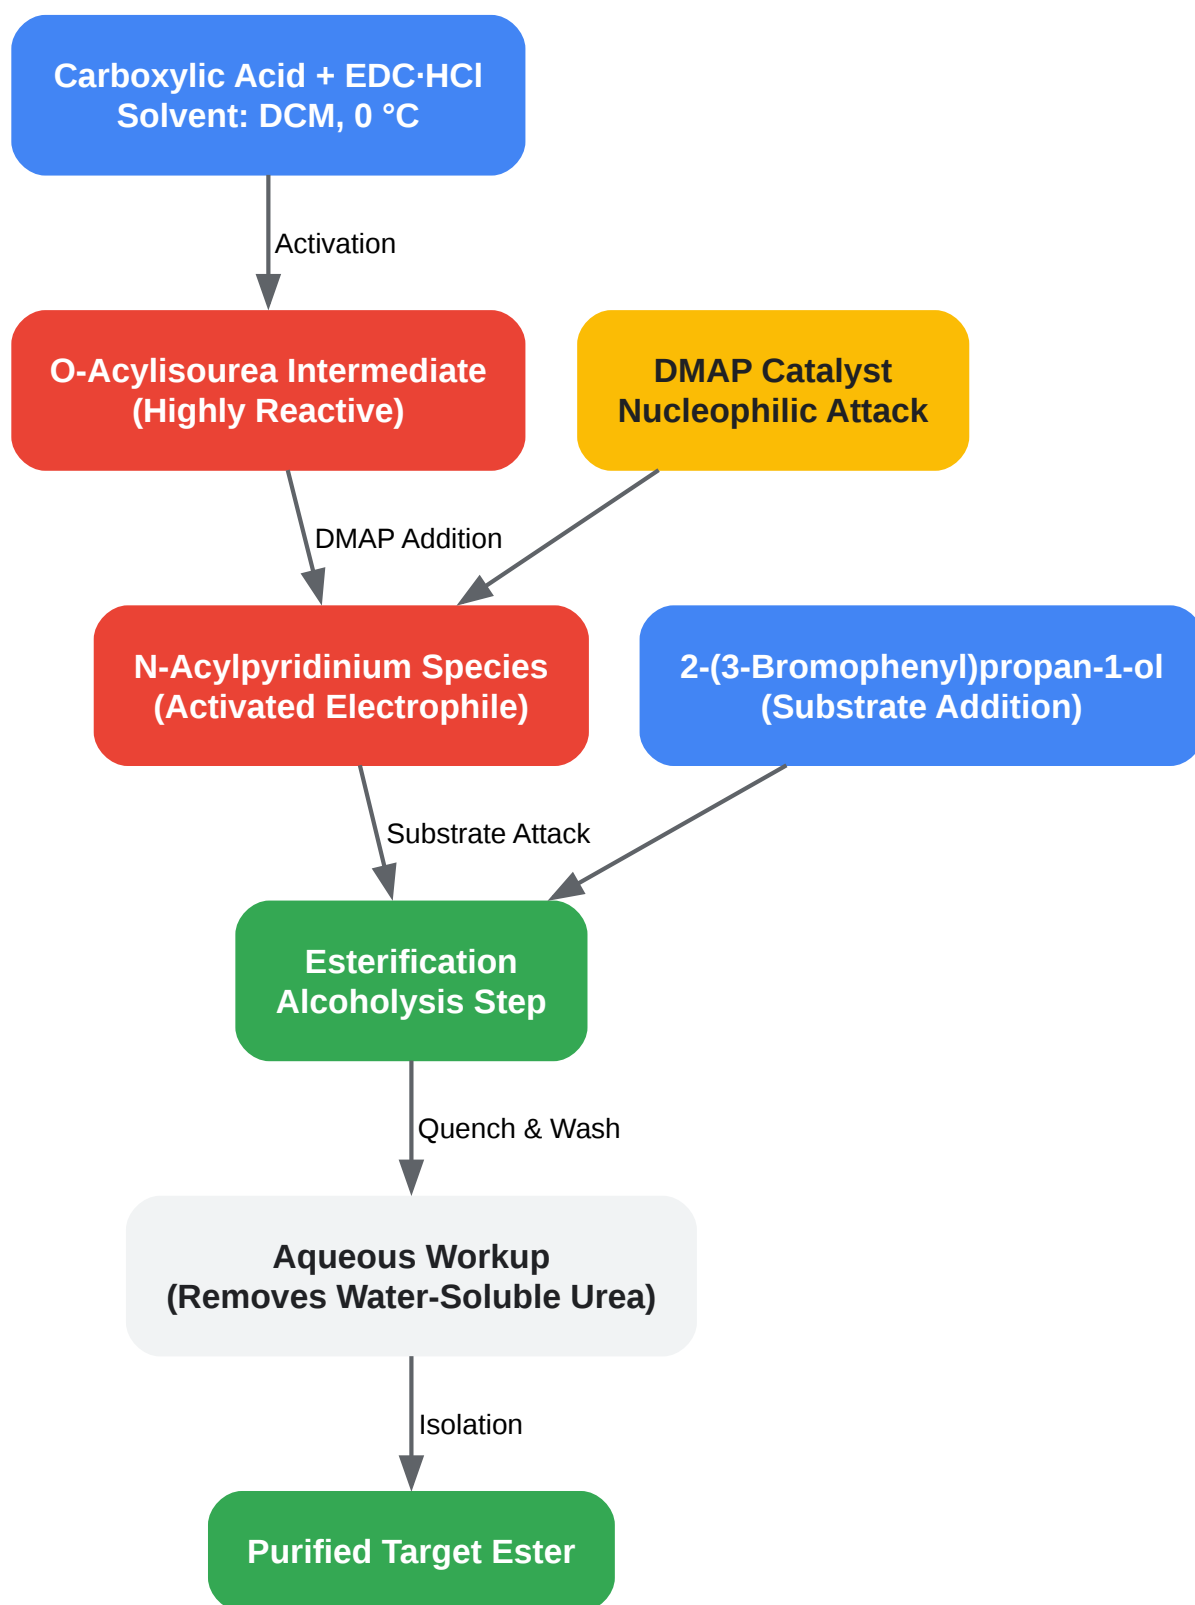 Carboxylic Acid + EDC·HCl
Solvent: DCM, 0 °C
Activation
O-Acylisourea Intermediate
(Highly Reactive)
DMAP Catalyst
Nucleophilic Attack
DMAP Addition
N-Acylpyridinium Species
(Activated Electrophile)
2-(3-Bromophenyl)propan-1-ol
(Substrate Addition)
Substrate Attack
Esterification
Alcoholysis Step
Quench & Wash
Aqueous Workup
(Removes Water-Soluble Urea)
Isolation
Purified Target Ester